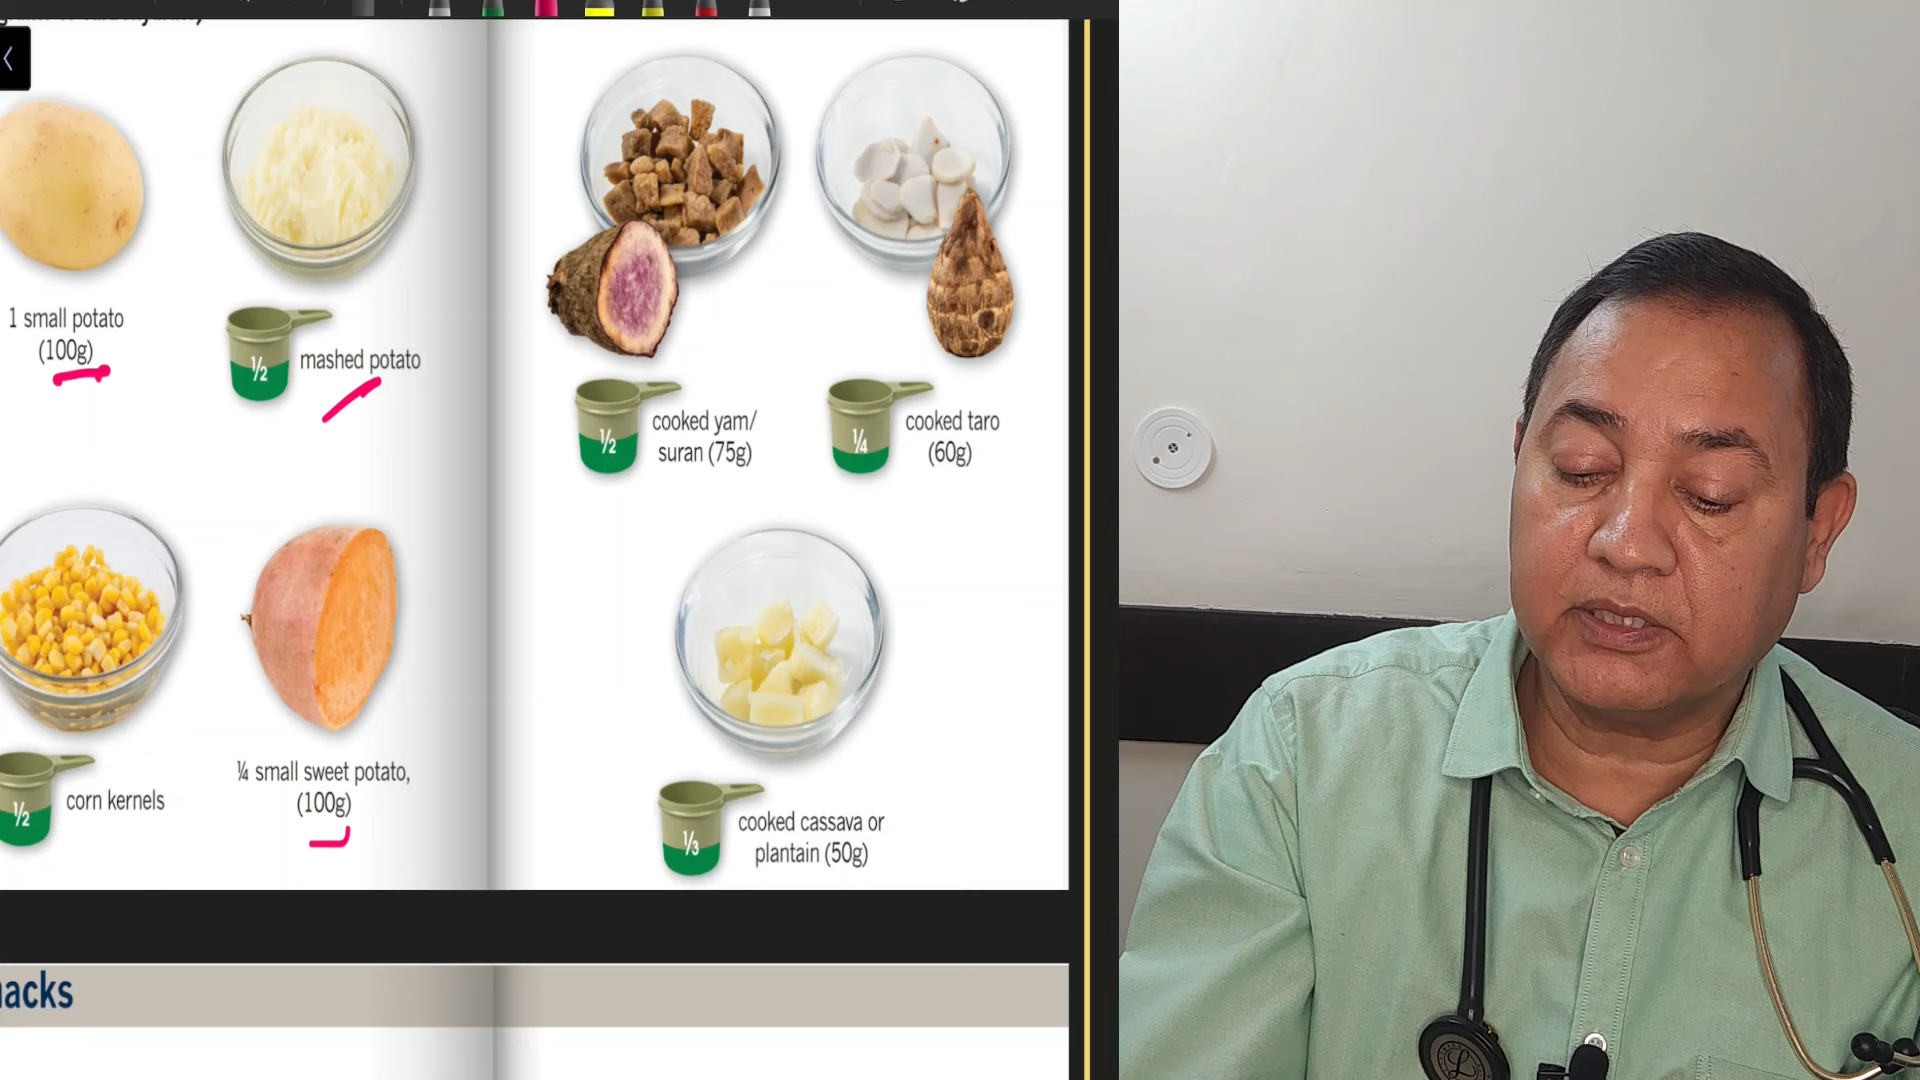 1 small potato
(100g)
½
mashed potato
½
cooked yam/
suran (75g)
¼
cooked taro
(60g)
½
corn kernels
¼ small sweet potato,
(100g)
⅓
cooked cassava or
plantain (50g)
nacks